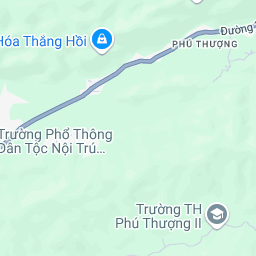 Hóa Thắng Hồi
Đường
PHÚ THƯỢNG
Trường Phổ Thông
Dân Tộc Nội Trú...
Trường TH
Phú Thượng II